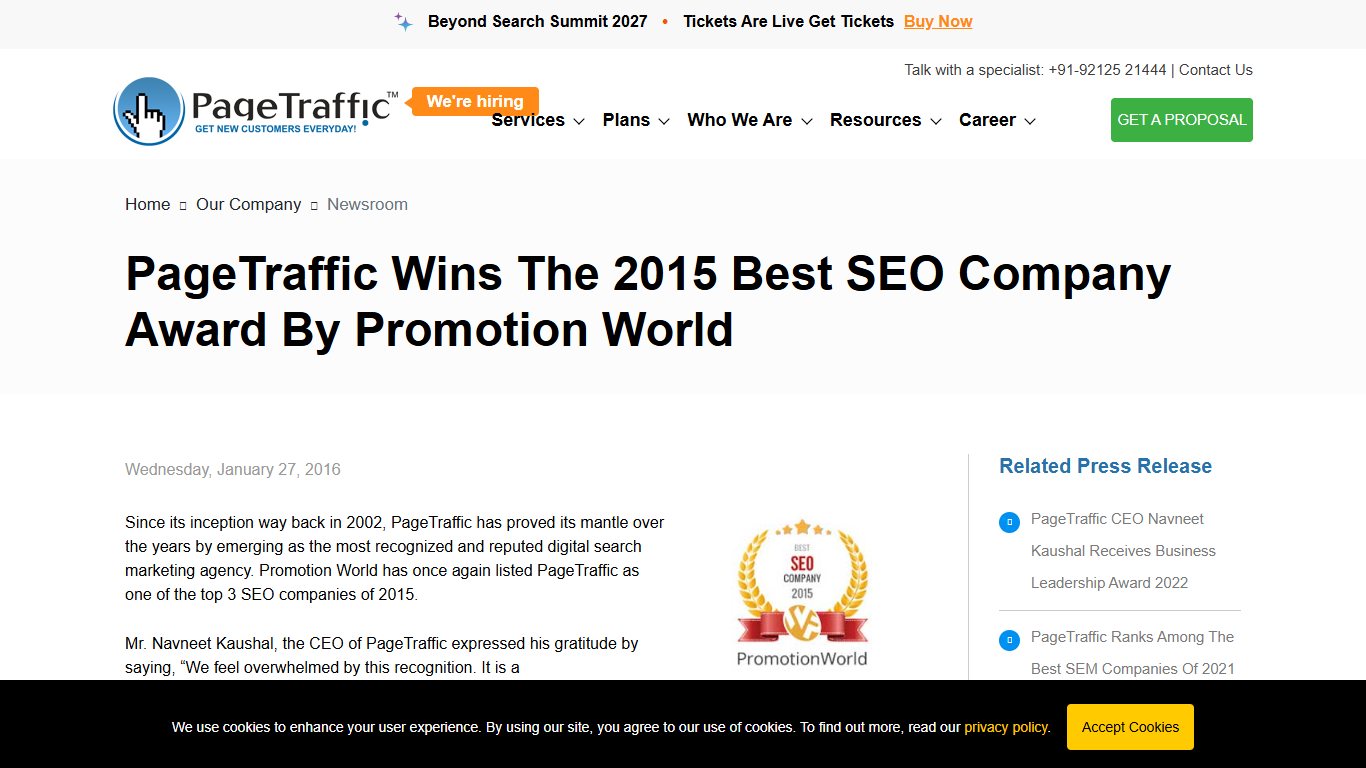 Beyond Search Summit 2027 • Tickets Are Live Get Tickets Buy Now
Talk with a specialist: +91-92125 21444 | Contact Us
PageTraffic™
GET NEW CUSTOMERS EVERYDAY!
We're hiring
Services Plans Who We Are Resources Career
GET A PROPOSAL
Home Our Company Newsroom
PageTraffic Wins The 2015 Best SEO Company
Award By Promotion World
Wednesday, January 27, 2016
Since its inception way back in 2002, PageTraffic has proved its mantle over
the years by emerging as the most recognized and reputed digital search
marketing agency. Promotion World has once again listed PageTraffic as
one of the top 3 SEO companies of 2015.
Mr. Navneet Kaushal, the CEO of PageTraffic expressed his gratitude by
saying, “We feel overwhelmed by this recognition. It is a
BEST
SEO
COMPANY
2015
PromotionWorld
Related Press Release
PageTraffic CEO Navneet
Kaushal Receives Business
Leadership Award 2022
PageTraffic Ranks Among The
Best SEM Companies Of 2021
We use cookies to enhance your user experience. By using our site, you agree to our use of cookies. To find out more, read our privacy policy.
Accept Cookies